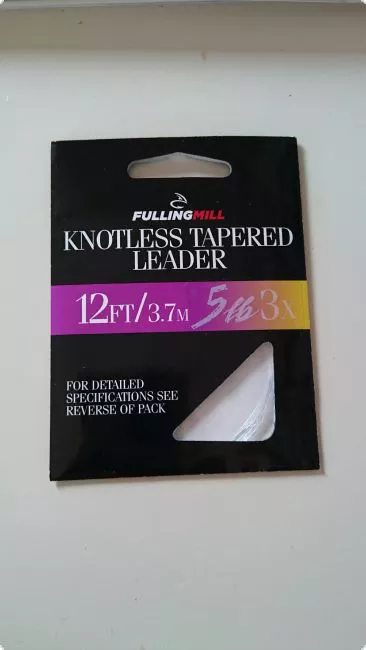 FULLINGMILL
KNOTLESS TAPERED
LEADER
12FT/3.7M 5lb 3X
FOR DETAILED
SPECIFICATIONS SEE
REVERSE OF PACK